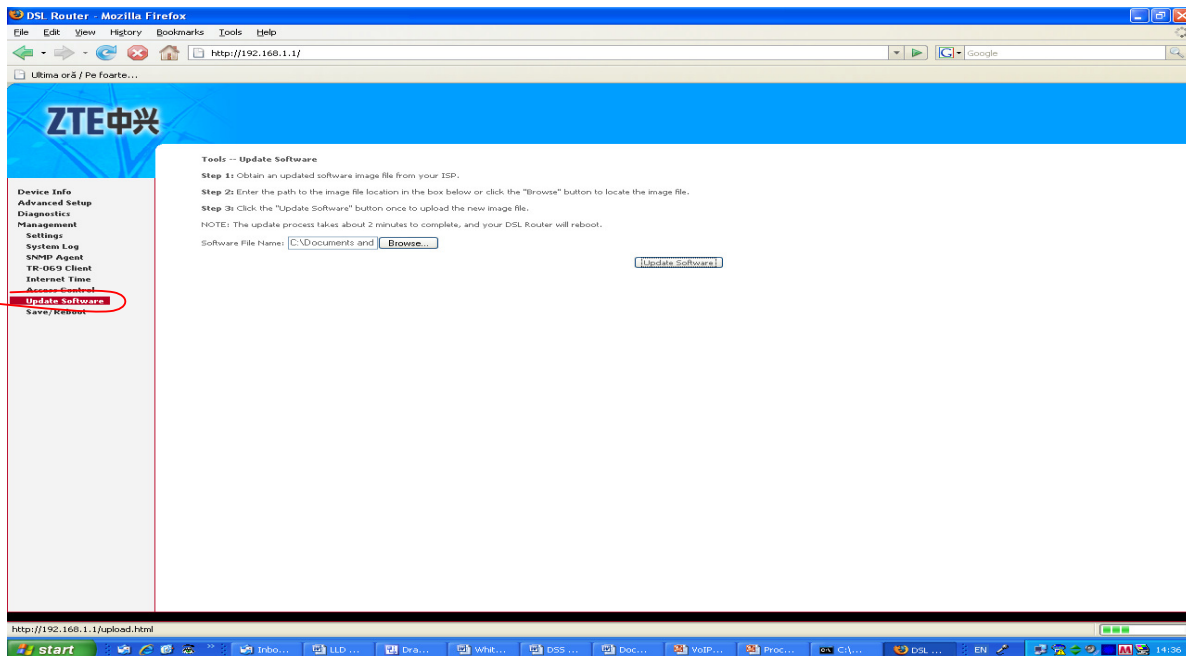 DSL Router - Mozilla Firefox
File Edit View History Bookmarks Tools Help
http://192.168.1.1/
G Google
Ultima oră / Pe foarte...
ZTE中兴
Tools -- Update Software
Step 1: Obtain an updated software image file from your ISP.
Step 2: Enter the path to the image file location in the box below or click the "Browse" button to locate the image file.
Step 3: Click the "Update Software" button once to upload the new image file.
NOTE: The update process takes about 2 minutes to complete, and your DSL Router will reboot.
Software File Name: C:\Documents and Browse...
Update Software
Device Info
Advanced Setup
Diagnostics
Management
Settings
System Log
SNMP Agent
TR-069 Client
Internet Time
Access Control
Update Software
Save/Reboot
http://192.168.1.1/upload.html
start Inbo... LLD ... Dra... Whit... DSS ... Doc... VoIP... Proc... C:\... DSL ... EN 14:36